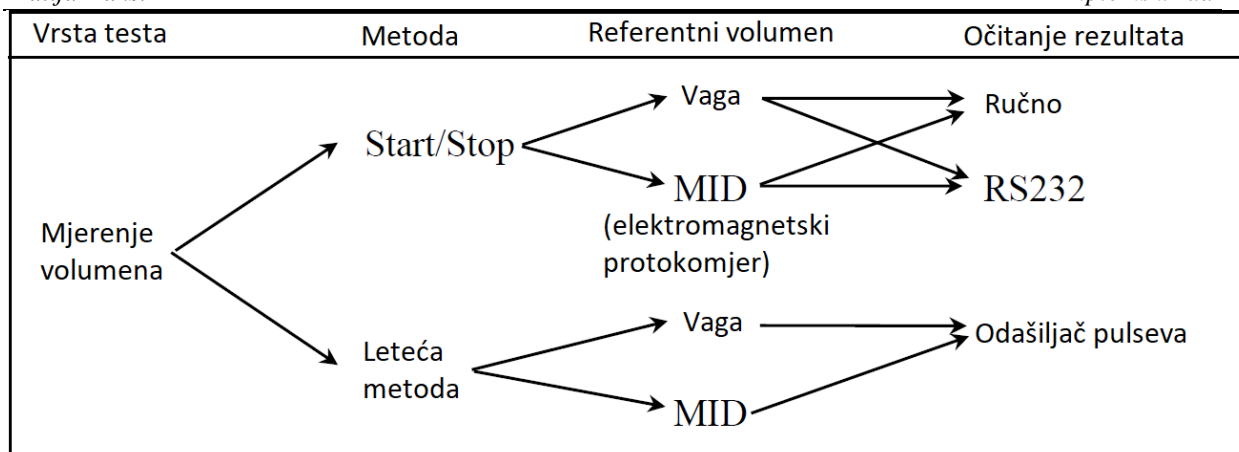 Vrsta testa
Metoda
Referentni volumen
Očitanje rezultata
Vaga
Ručno
Start/Stop
MID
RS232
(elektromagnetski
protokomjer)
Mjerenje
volumena
Vaga
Odašiljač pulseva
Leteća
metoda
MID